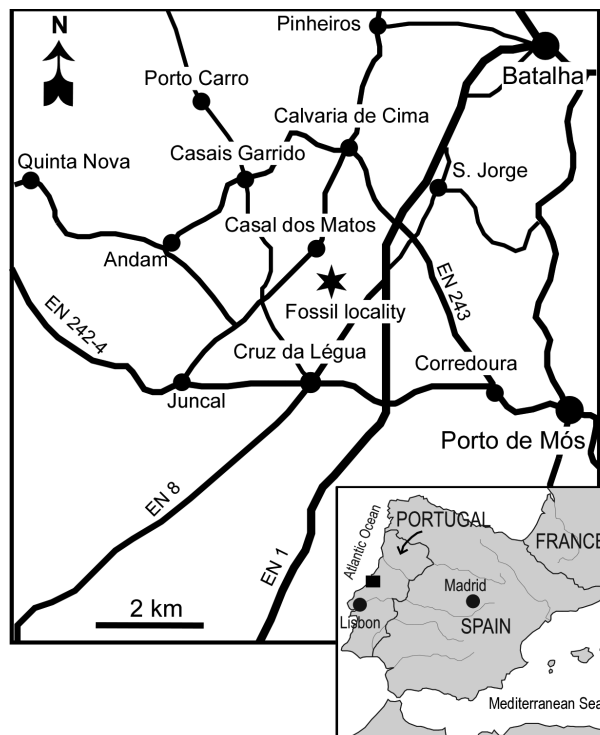 N
Pinheiros
Batalha
Porto Carro
Calvaria de Cima
Casais Garrido
Quinta Nova
S. Jorge
Casal dos Matos
Andam
EN 243
Fossil locality
EN 242-4
Cruz da Légua
Corredoura
Juncal
Porto de Mós
EN 8
EN 1
2 km
Atlantic Ocean
PORTUGAL
FRANCE
Madrid
Lisbon
SPAIN
Mediterranean Sea